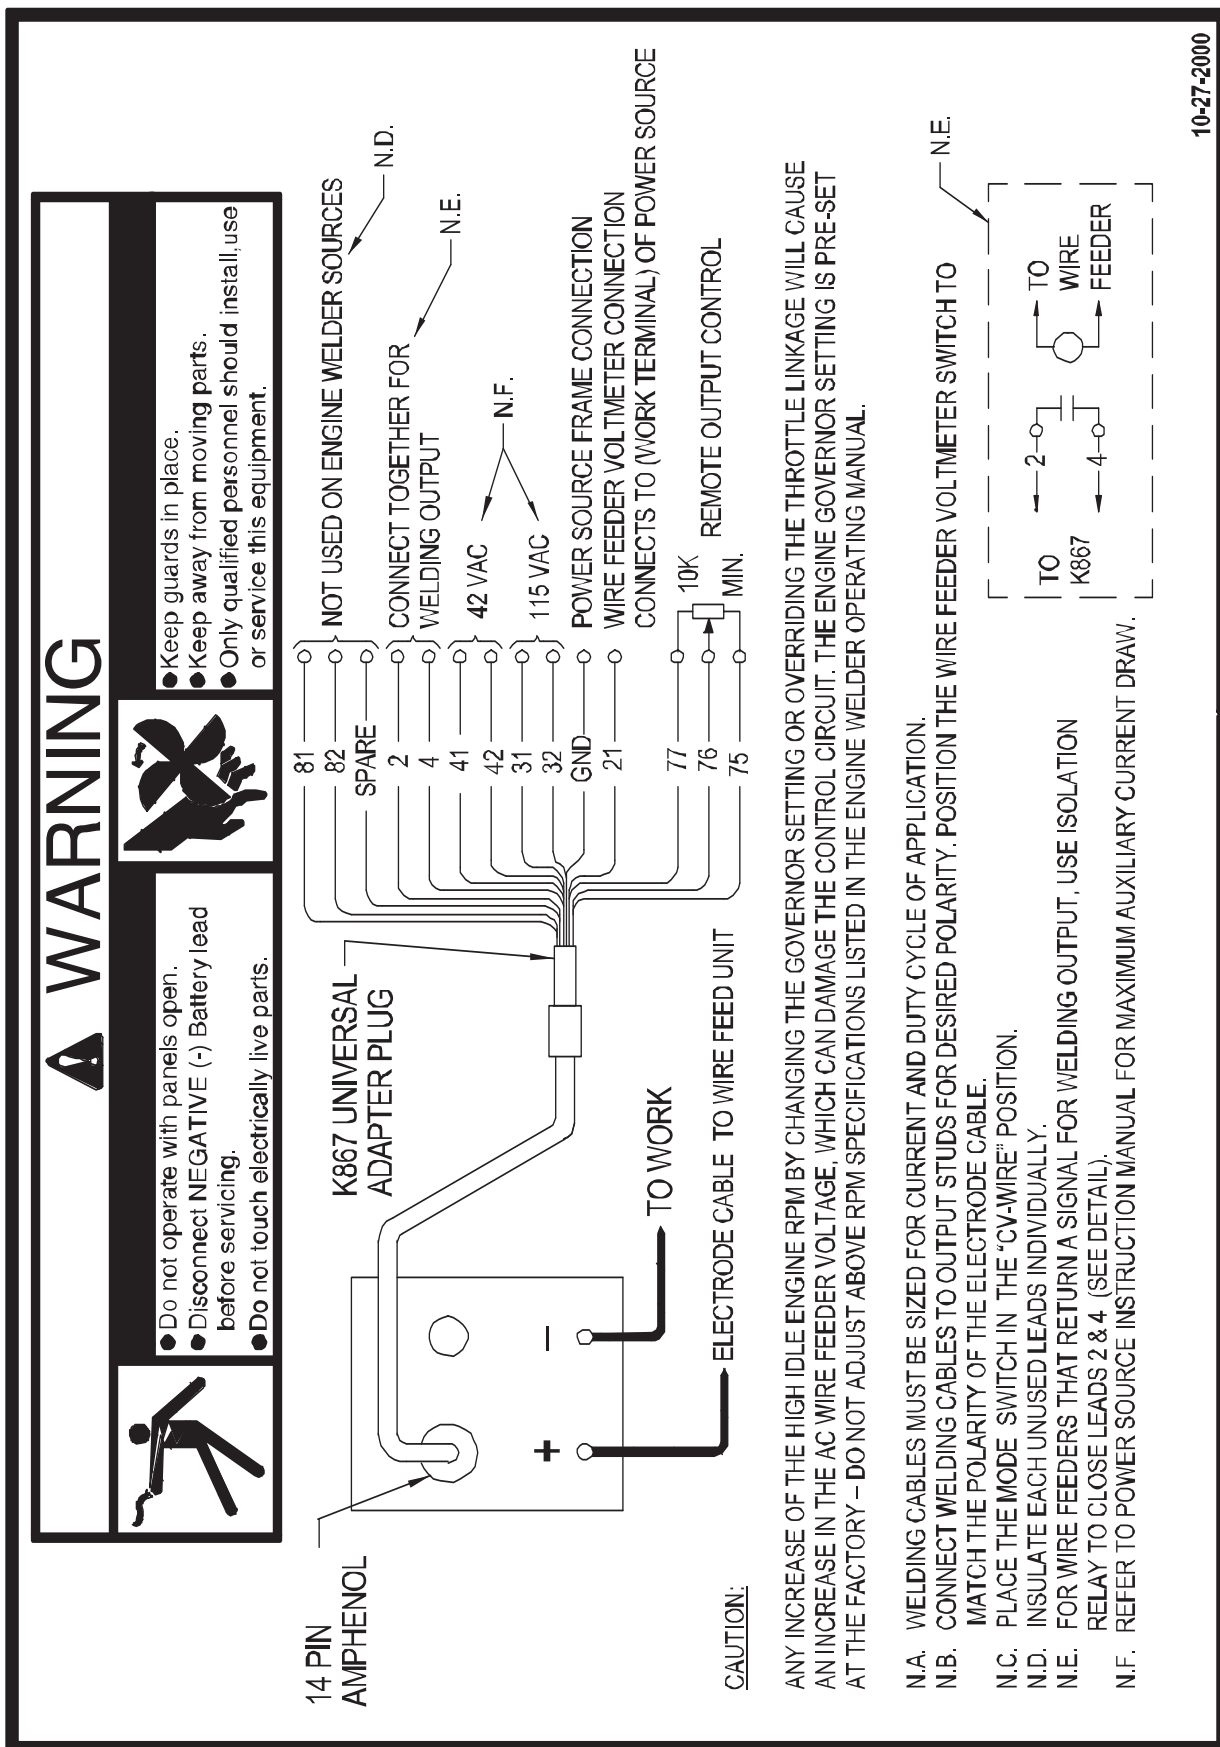 WARNING
● Do not operate with panels open.
● Disconnect NEGATIVE (-) Battery lead
before servicing.
● Do not touch electrically live parts.
● Keep guards in place.
● Keep away from moving parts.
● Only qualified personnel should install,use
or service this equipment.
14 PIN
AMPHENOL
K867 UNIVERSAL
ADAPTER PLUG
+
−
TO WORK
ELECTRODE CABLE TO WIRE FEED UNIT
81
82
SPARE
2
4
41
42
31
32
GND
21
77
76
75
NOT USED ON ENGINE WELDER SOURCES
N.D.
CONNECT TOGETHER FOR
WELDING OUTPUT
N.E.
42 VAC
115 VAC
N.F.
POWER SOURCE FRAME CONNECTION
WIRE FEEDER VOLTMETER CONNECTION
CONNECTS TO (WORK TERMINAL) OF POWER SOURCE
10K
REMOTE OUTPUT CONTROL
MIN.
CAUTION:
ANY INCREASE OF THE HIGH IDLE ENGINE RPM BY CHANGING THE GOVERNOR SETTING OR OVERRIDING THE THROTTLE LINKAGE WILL CAUSE
AN INCREASE IN THE AC WIRE FEEDER VOLTAGE, WHICH CAN DAMAGE THE CONTROL CIRCUIT. THE ENGINE GOVERNOR SETTING IS PRE-SET
AT THE FACTORY – DO NOT ADJUST ABOVE RPM SPECIFICATIONS LISTED IN THE ENGINE WELDER OPERATING MANUAL.
N.A. WELDING CABLES MUST BE SIZED FOR CURRENT AND DUTY CYCLE OF APPLICATION.
N.B. CONNECT WELDING CABLES TO OUTPUT STUDS FOR DESIRED POLARITY. POSITION THE WIRE FEEDER VOLTMETER SWITCH TO
MATCH THE POLARITY OF THE ELECTRODE CABLE.
N.C. PLACE THE MODE SWITCH IN THE "CV-WIRE" POSITION.
N.D. INSULATE EACH UNUSED LEADS INDIVIDUALLY.
N.E. FOR WIRE FEEDERS THAT RETURN A SIGNAL FOR WELDING OUTPUT, USE ISOLATION
RELAY TO CLOSE LEADS 2 & 4 (SEE DETAIL).
N.F. REFER TO POWER SOURCE INSTRUCTION MANUAL FOR MAXIMUM AUXILIARY CURRENT DRAW.
N.E.
TO
K867
2
4
TO
WIRE
FEEDER
10-27-2000